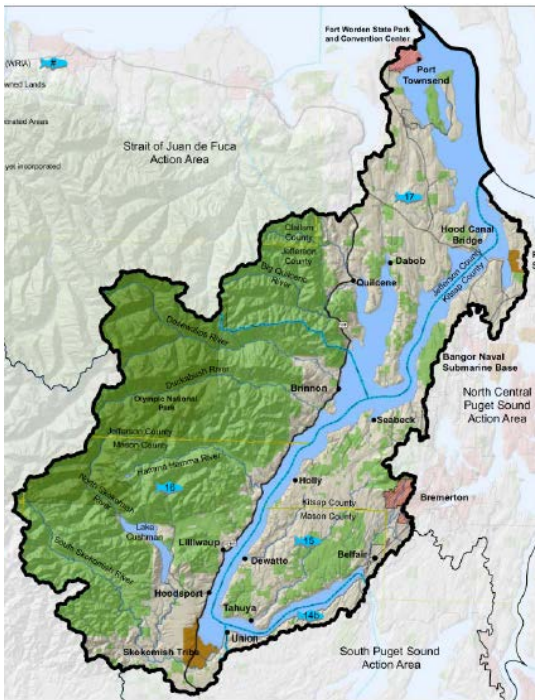 Fort Worden State Park
and Convention Center
(WRIA)
Port
Townsend
wned Lands
Strait of Juan de Fuca
Action Area
yet incorporated
17
Hood Canal
Bridge
Clallam
County
Jefferson
County
Dabob
Big Quilcene
River
Quilcene
Jefferson County
Kitsap County
Dosewallips River
Bangor Naval
Submarine Base
Duckabush River
Brinnon
North Central
Puget Sound
Action Area
Olympic National
Park
Seabeck
Jefferson County
Mason County
Hamma Hamma River
16
Holly
North Skokomish
River
Kitsap County
Mason County
Bremerton
Lake
Cushman
Lilliwaup
15
Dewatto
Belfair
South Skokomish River
Hoodsport
Tahuya
14b
Union
Skokomish Tribe
South Puget Sound
Action Area